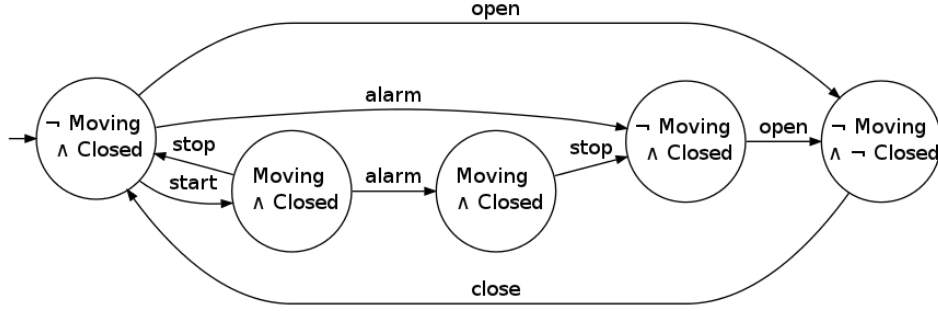 open
alarm
¬ Moving
∧ Closed
stop
start
Moving
∧ Closed
alarm
Moving
∧ Closed
stop
¬ Moving
∧ Closed
open
¬ Moving
∧ ¬ Closed
close